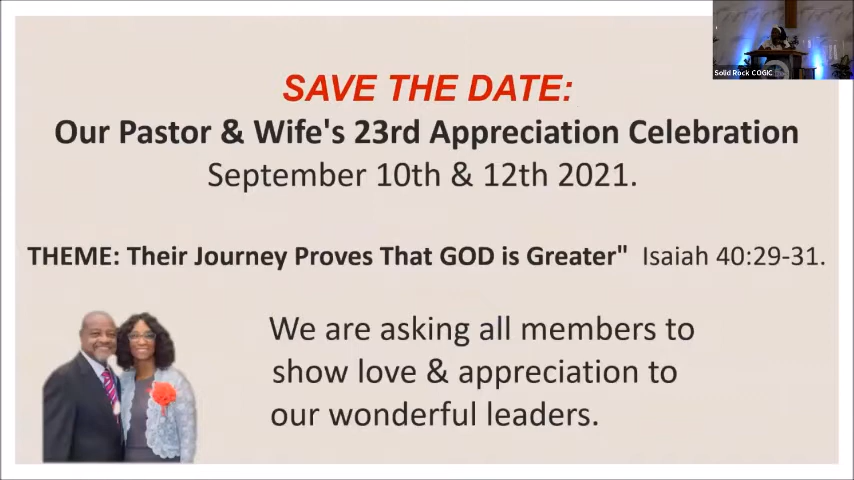 SAVE THE DATE:
Our Pastor & Wife's 23rd Appreciation Celebration
September 10th & 12th 2021.
THEME: Their Journey Proves That GOD is Greater" Isaiah 40:29-31.
We are asking all members to
show love & appreciation to
our wonderful leaders.
Solid Rock COGIC